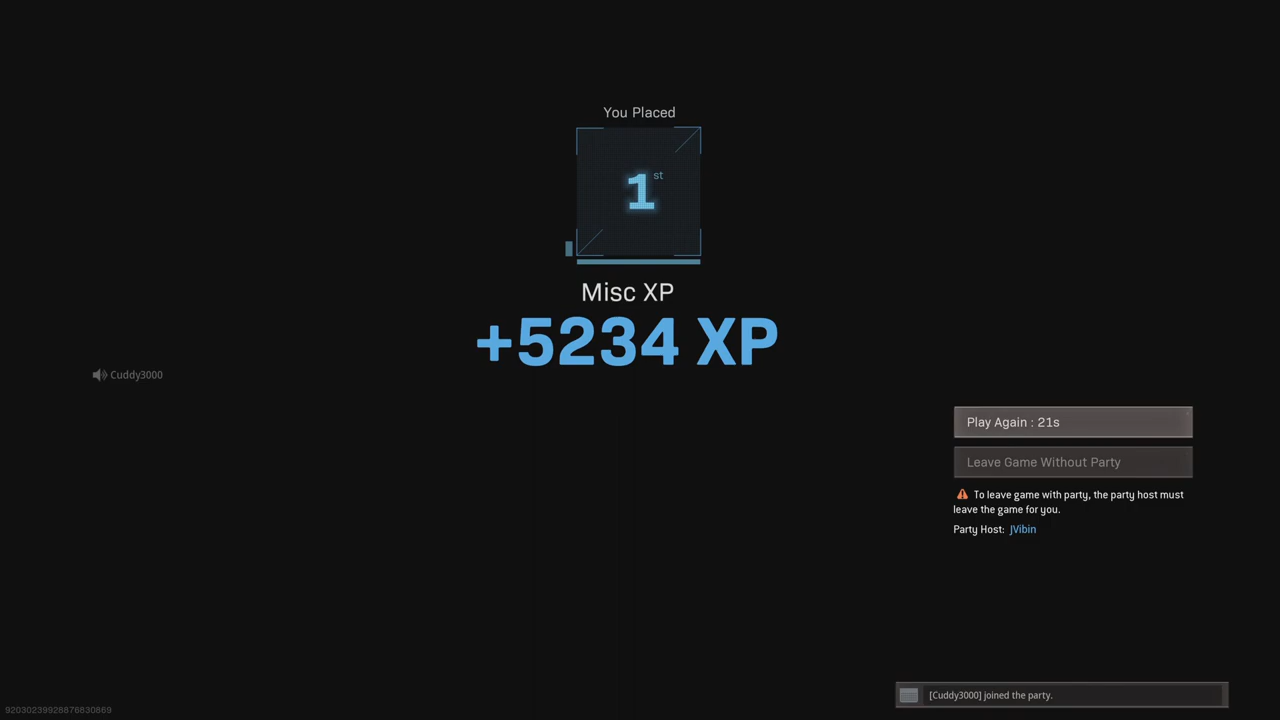 You Placed
1st
Misc XP
+5234 XP
Cuddy3000
Play Again : 21s
Leave Game Without Party
To leave game with party, the party host must
leave the game for you.
Party Host: JVibin
[Cuddy3000] joined the party.
92030239928876830869